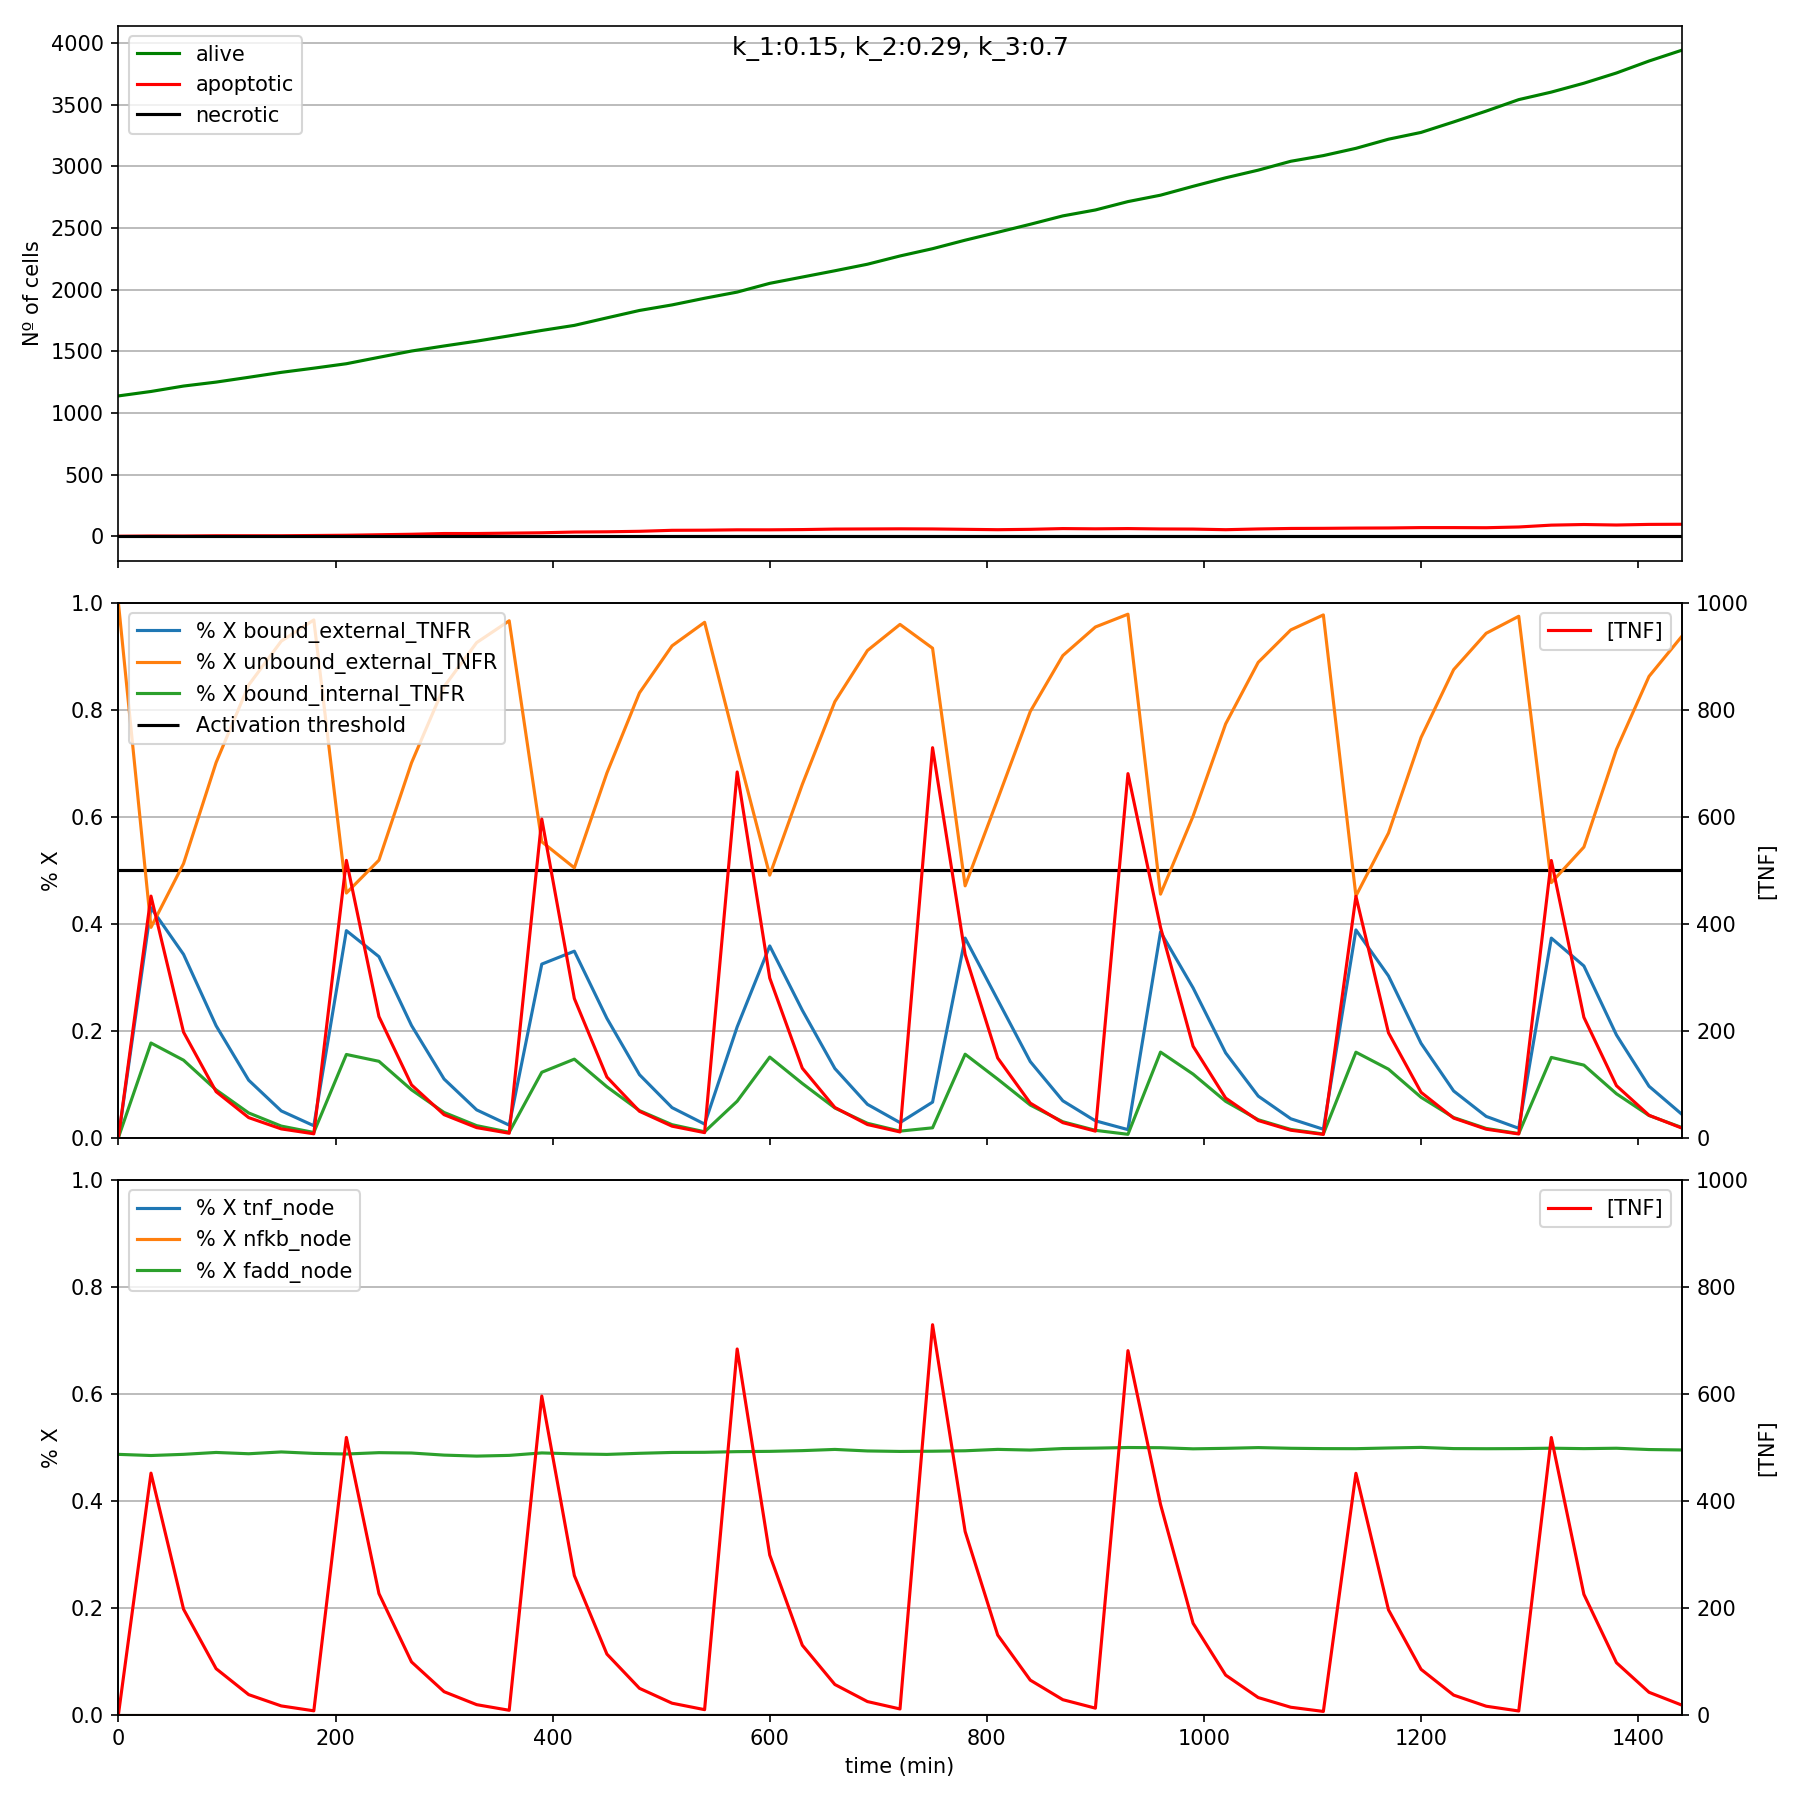 k_1:0.15, k_2:0.29, k_3:0.7
alive
apoptotic
necrotic
4000
3500
3000
2500
2000
1500
1000
500
0
Nº of cells
% X bound_external_TNFR
% X unbound_external_TNFR
% X bound_internal_TNFR
Activation threshold
[TNF]
1.0
0.8
0.6
0.4
0.2
0.0
% X
1000
800
600
400
200
0
[TNF]
% X tnf_node
% X nfkb_node
% X fadd_node
[TNF]
1.0
0.8
0.6
0.4
0.2
0.0
% X
1000
800
600
400
200
0
[TNF]
0 200 400 600 800 1000 1200 1400
time (min)